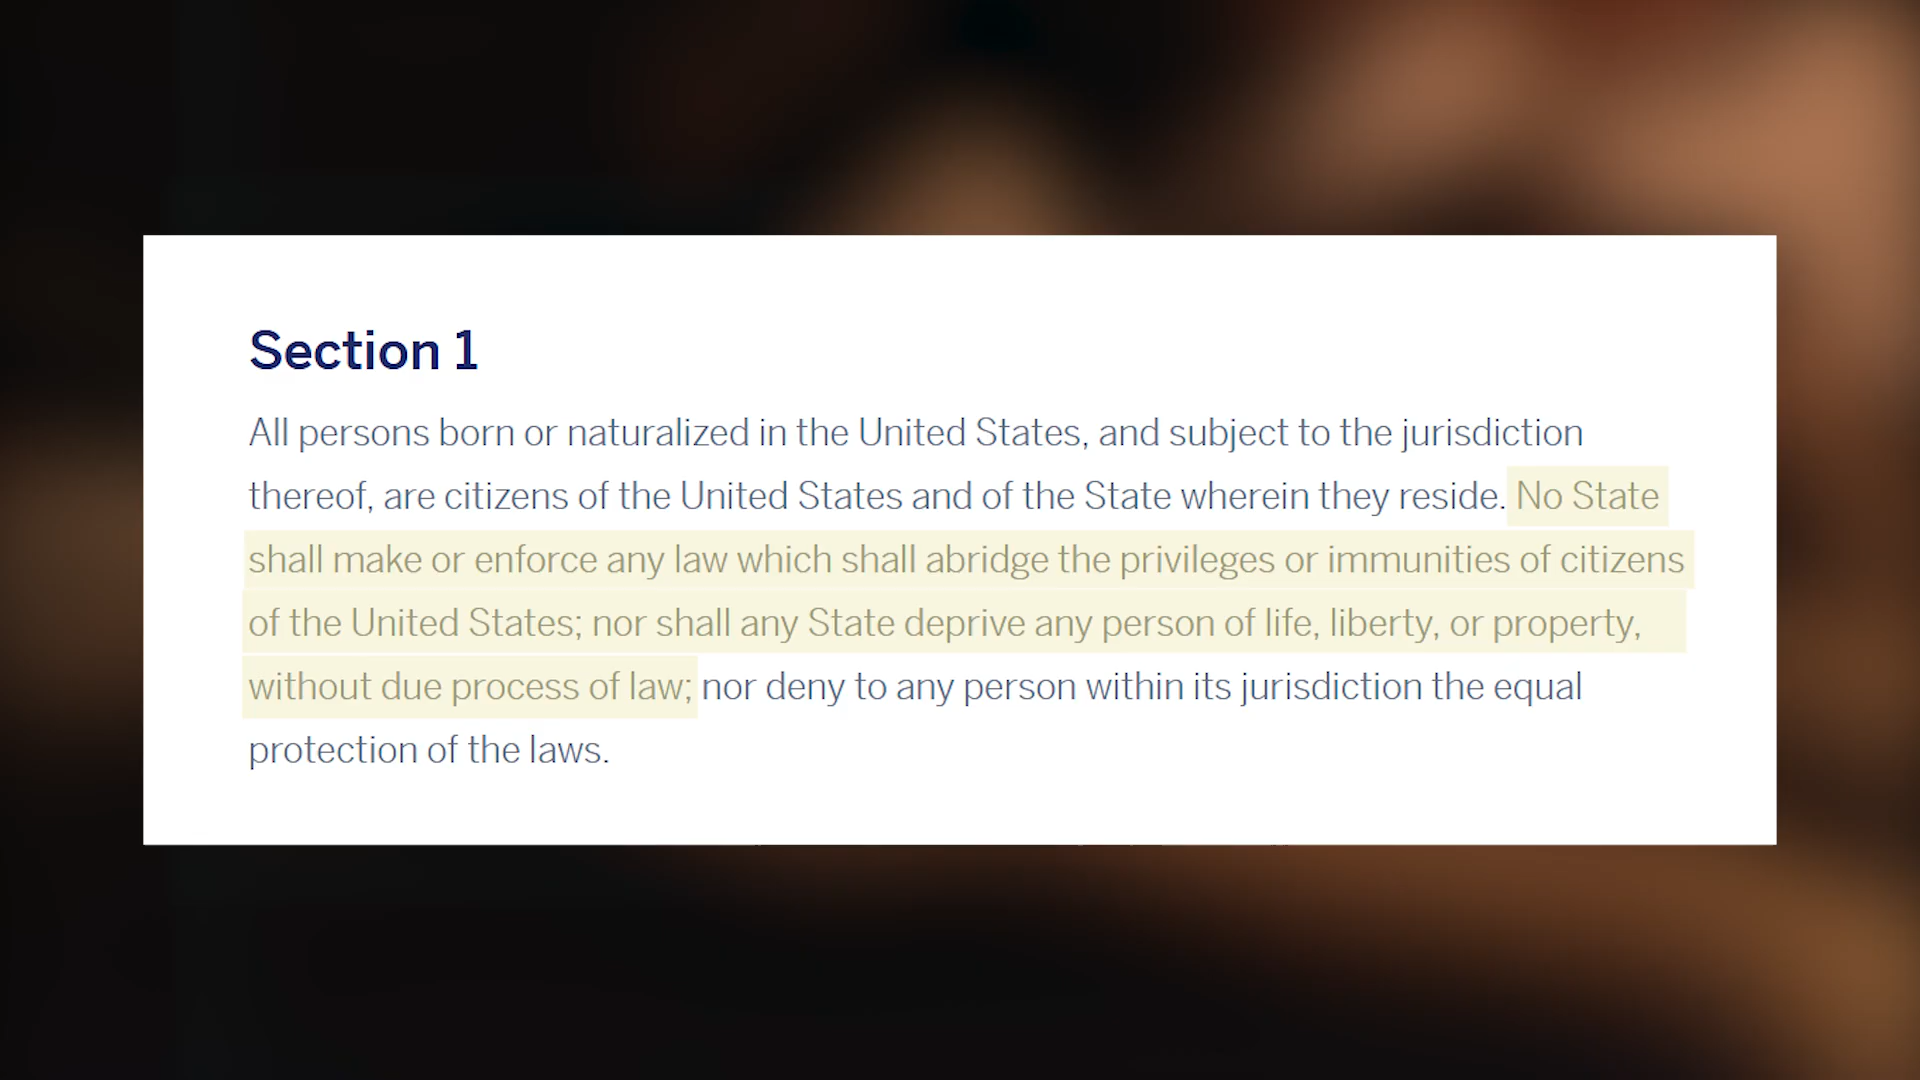 Section 1
All persons born or naturalized in the United States, and subject to the jurisdiction
thereof, are citizens of the United States and of the State wherein they reside. No State
shall make or enforce any law which shall abridge the privileges or immunities of citizens
of the United States; nor shall any State deprive any person of life, liberty, or property,
without due process of law; nor deny to any person within its jurisdiction the equal
protection of the laws.